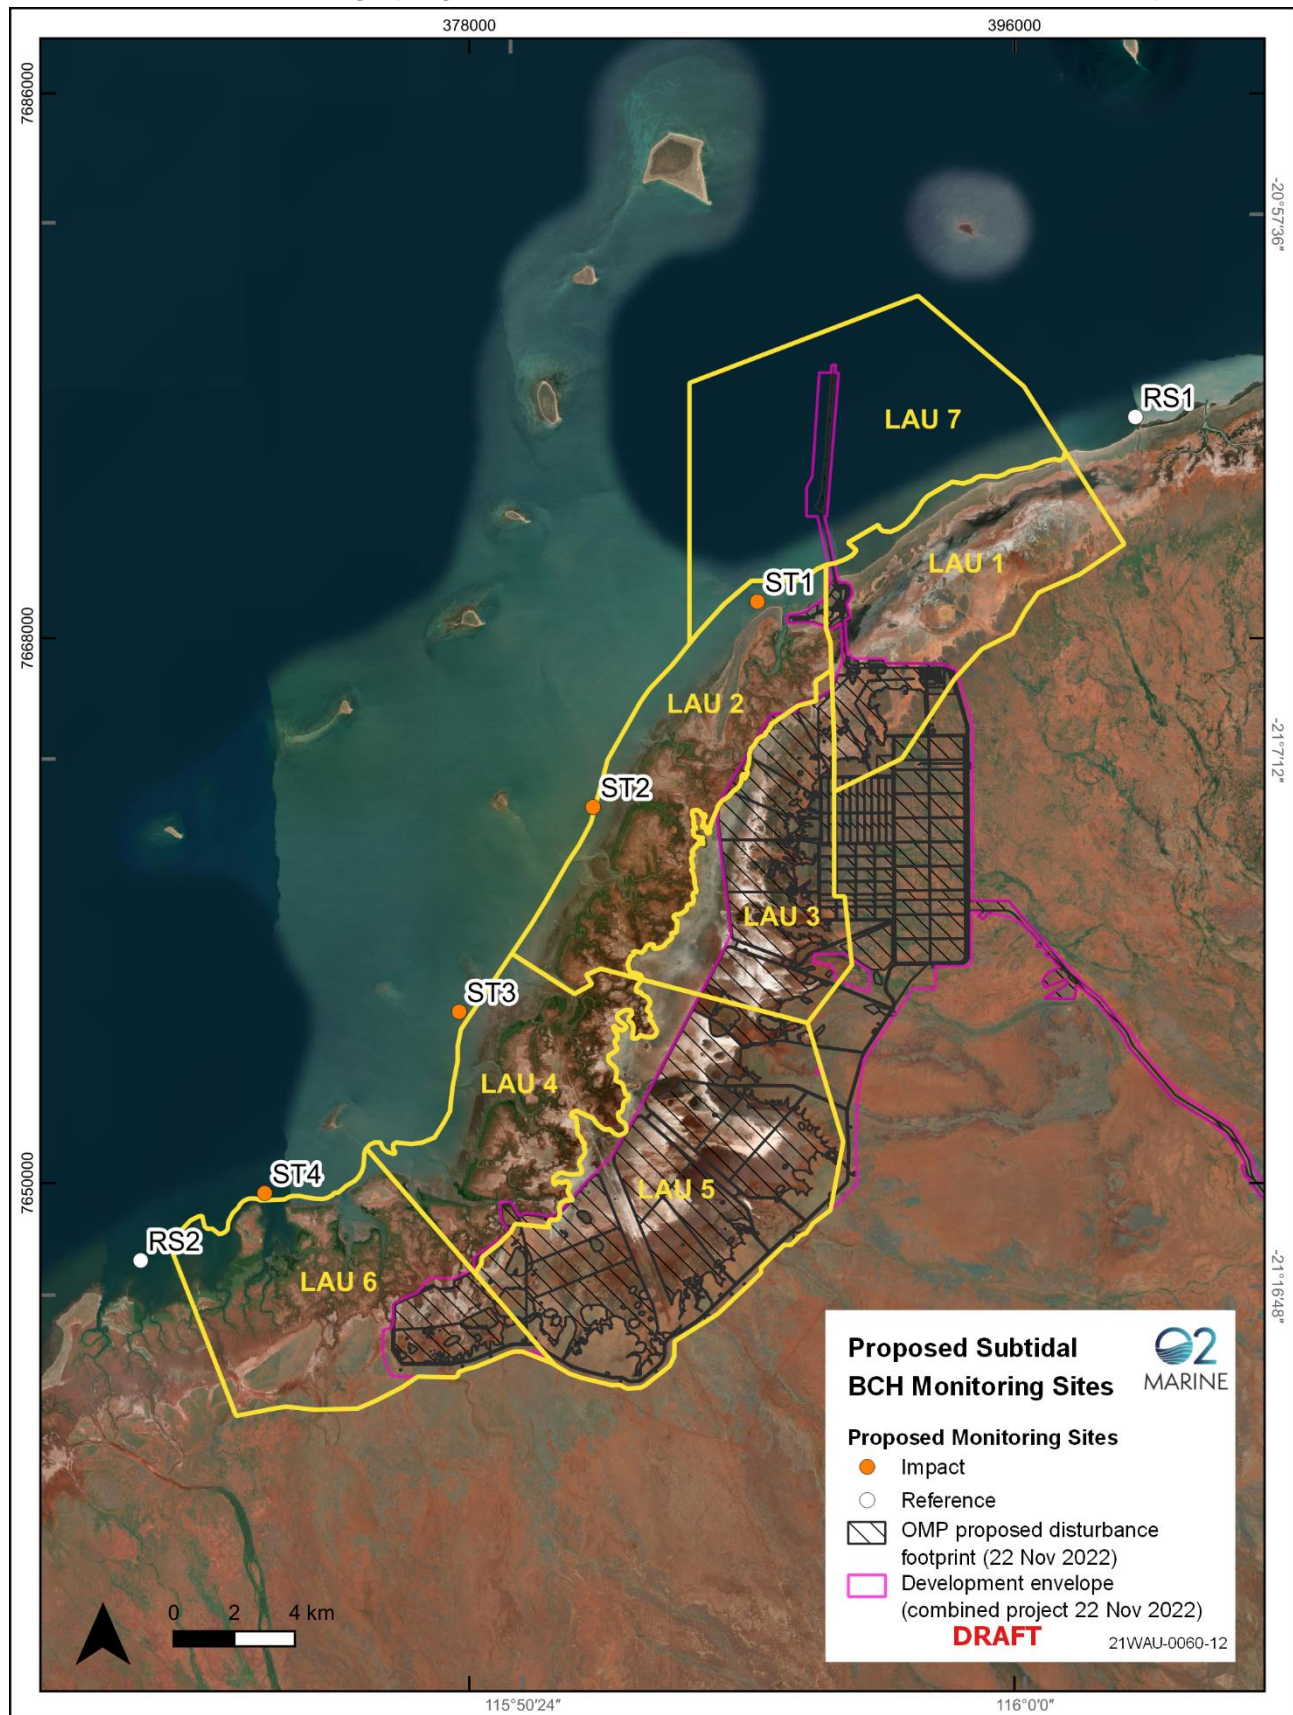 378000
396000
7686000
-20°57'36"
RS1
LAU 7
LAU 1
ST1
7668000
LAU 2
-21°7'12"
ST2
LAU 3
ST3
LAU 4
7650000
ST4
LAU 5
RS2
LAU 6
-21°16'48"
Proposed Subtidal
BCH Monitoring Sites
O2
MARINE
Proposed Monitoring Sites
Impact
Reference
OMP proposed disturbance
footprint (22 Nov 2022)
Development envelope
(combined project 22 Nov 2022)
DRAFT
21WAU-0060-12
0 2 4 km
115°50'24"
116°0'0"